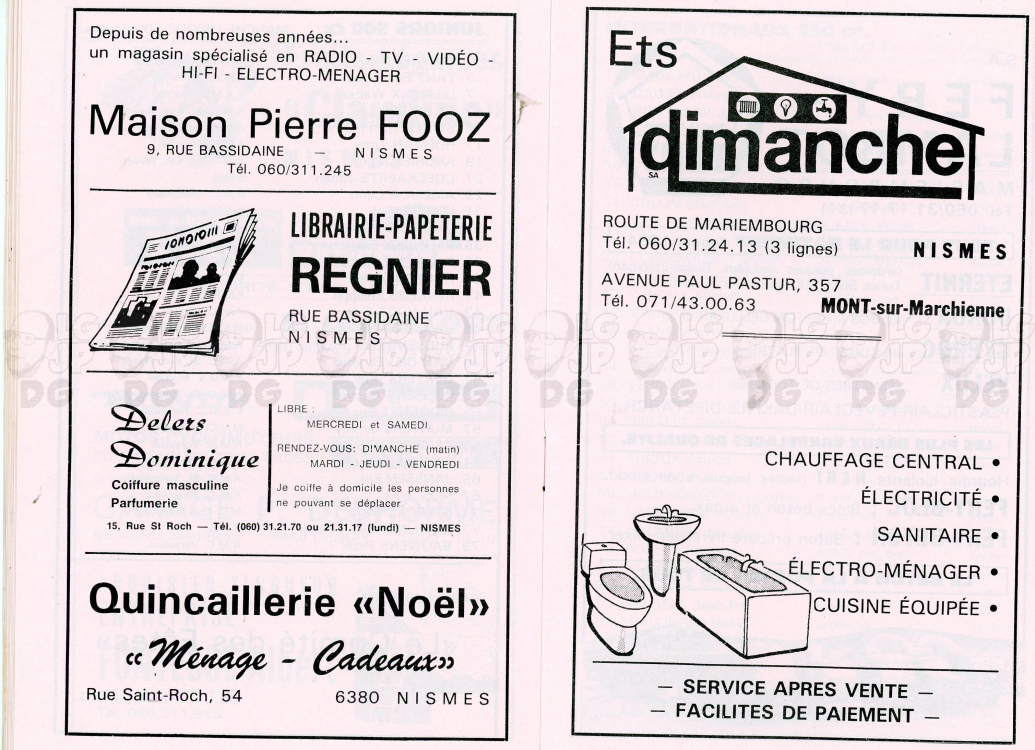 Depuis de nombreuses années...
un magasin spécialisé en RADIO - TV - VIDÉO -
HI-FI - ELECTRO-MENAGER
Maison Pierre FOOZ
9, RUE BASSIDAINE — NISMES
Tél. 060/311.245
LIBRAIRIE-PAPETERIE
REGNIER
RUE BASSIDAINE
NISMES
Delers
Dominique
Coiffure masculine
Parfumerie
LIBRE :
MERCREDI et SAMEDI.
RENDEZ-VOUS: DIMANCHE (matin)
MARDI - JEUDI - VENDREDI
Je coiffe à domicile les personnes
ne pouvant se déplacer.
15, Rue St Roch — Tél. (060) 31.21.70 ou 21.31.17 (lundi) — NISMES
Quincaillerie «Noël»
«Ménage - Cadeaux»
Rue Saint-Roch, 54 6380 NISMES
Ets
dimanche
SA
ROUTE DE MARIEMBOURG
Tél. 060/31.24.13 (3 lignes) NISMES
AVENUE PAUL PASTUR, 357
Tél. 071/43.00.63 MONT-sur-Marchienne
CHAUFFAGE CENTRAL •
ÉLECTRICITÉ •
SANITAIRE •
ÉLECTRO-MÉNAGER •
CUISINE ÉQUIPÉE •
— SERVICE APRES VENTE —
— FACILITES DE PAIEMENT —